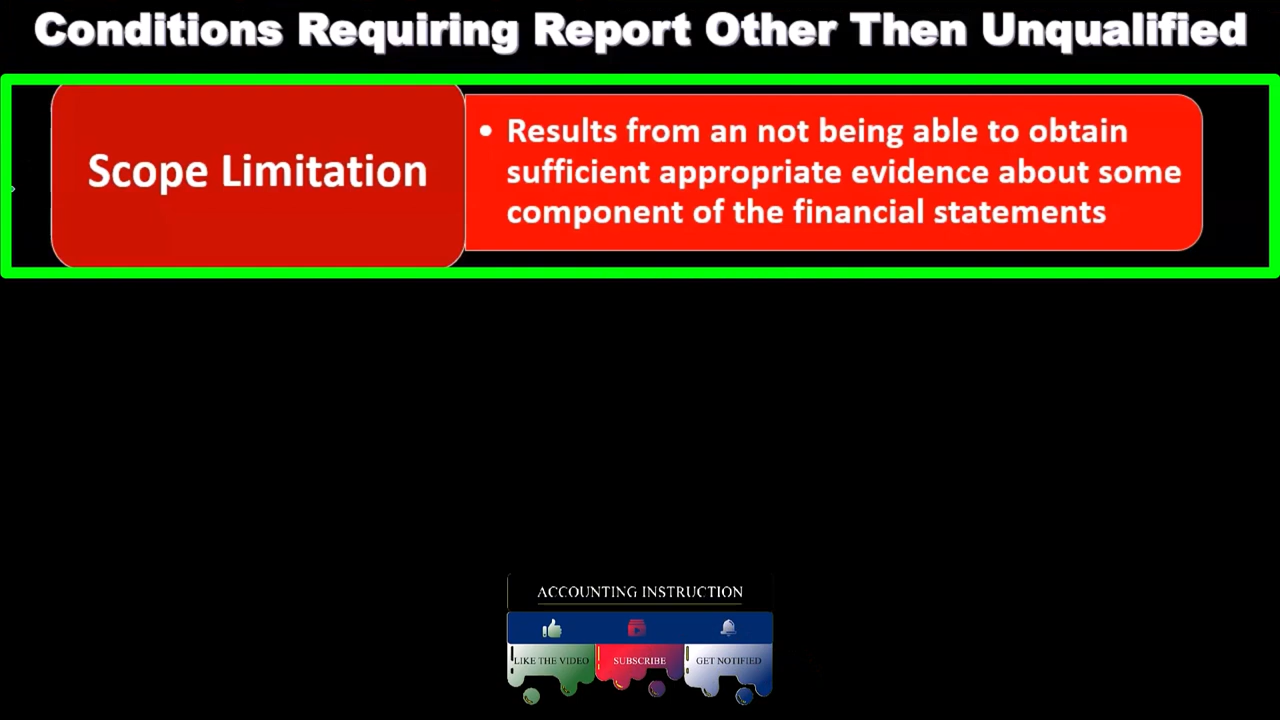 Conditions Requiring Report Other Then Unqualified
Scope Limitation
• Results from an not being able to obtain
sufficient appropriate evidence about some
component of the financial statements
ACCOUNTING INSTRUCTION
LIKE THE VIDEO
SUBSCRIBE
GET NOTIFIED